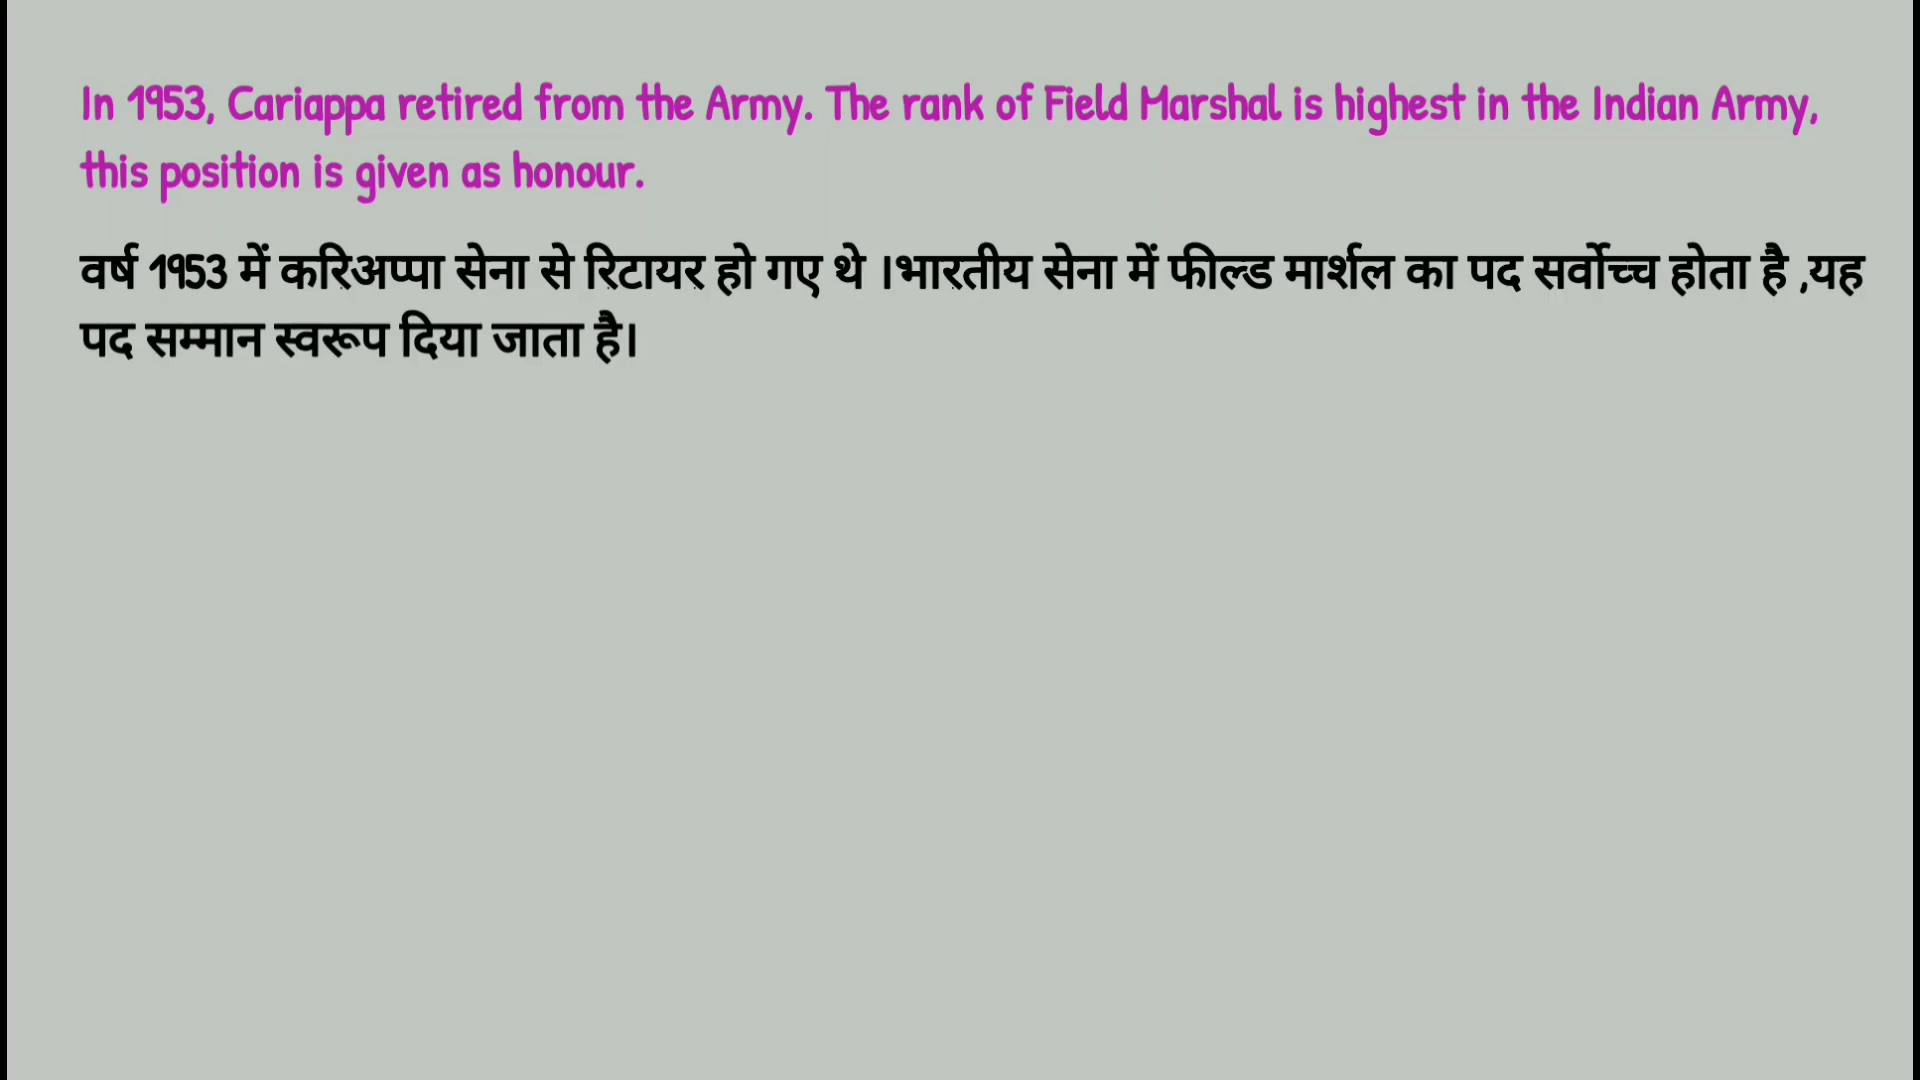 In 1953, Cariappa retired from the Army. The rank of Field Marshal is highest in the Indian Army,
this position is given as honour.
वर्ष 1953 में करिअप्पा सेना से रिटायर हो गए थे ।भारतीय सेना में फील्ड मार्शल का पद सर्वोच्च होता है ,यह
पद सम्मान स्वरूप दिया जाता है।